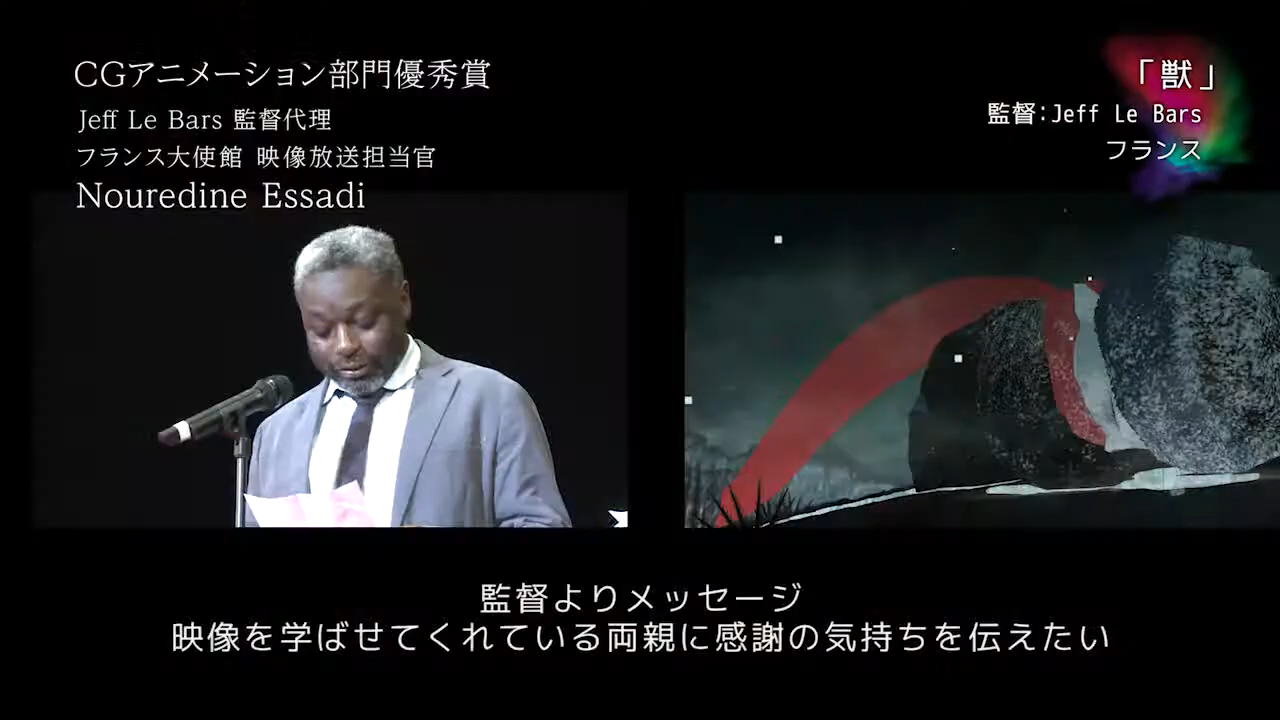 CGアニメーション部門優秀賞
Jeff Le Bars 監督代理
フランス大使館 映像放送担当官
Nouredine Essadi
「獣」
監督:Jeff Le Bars
フランス
監督よりメッセージ
映像を学ばせてくれている両親に感謝の気持ちを伝えたい